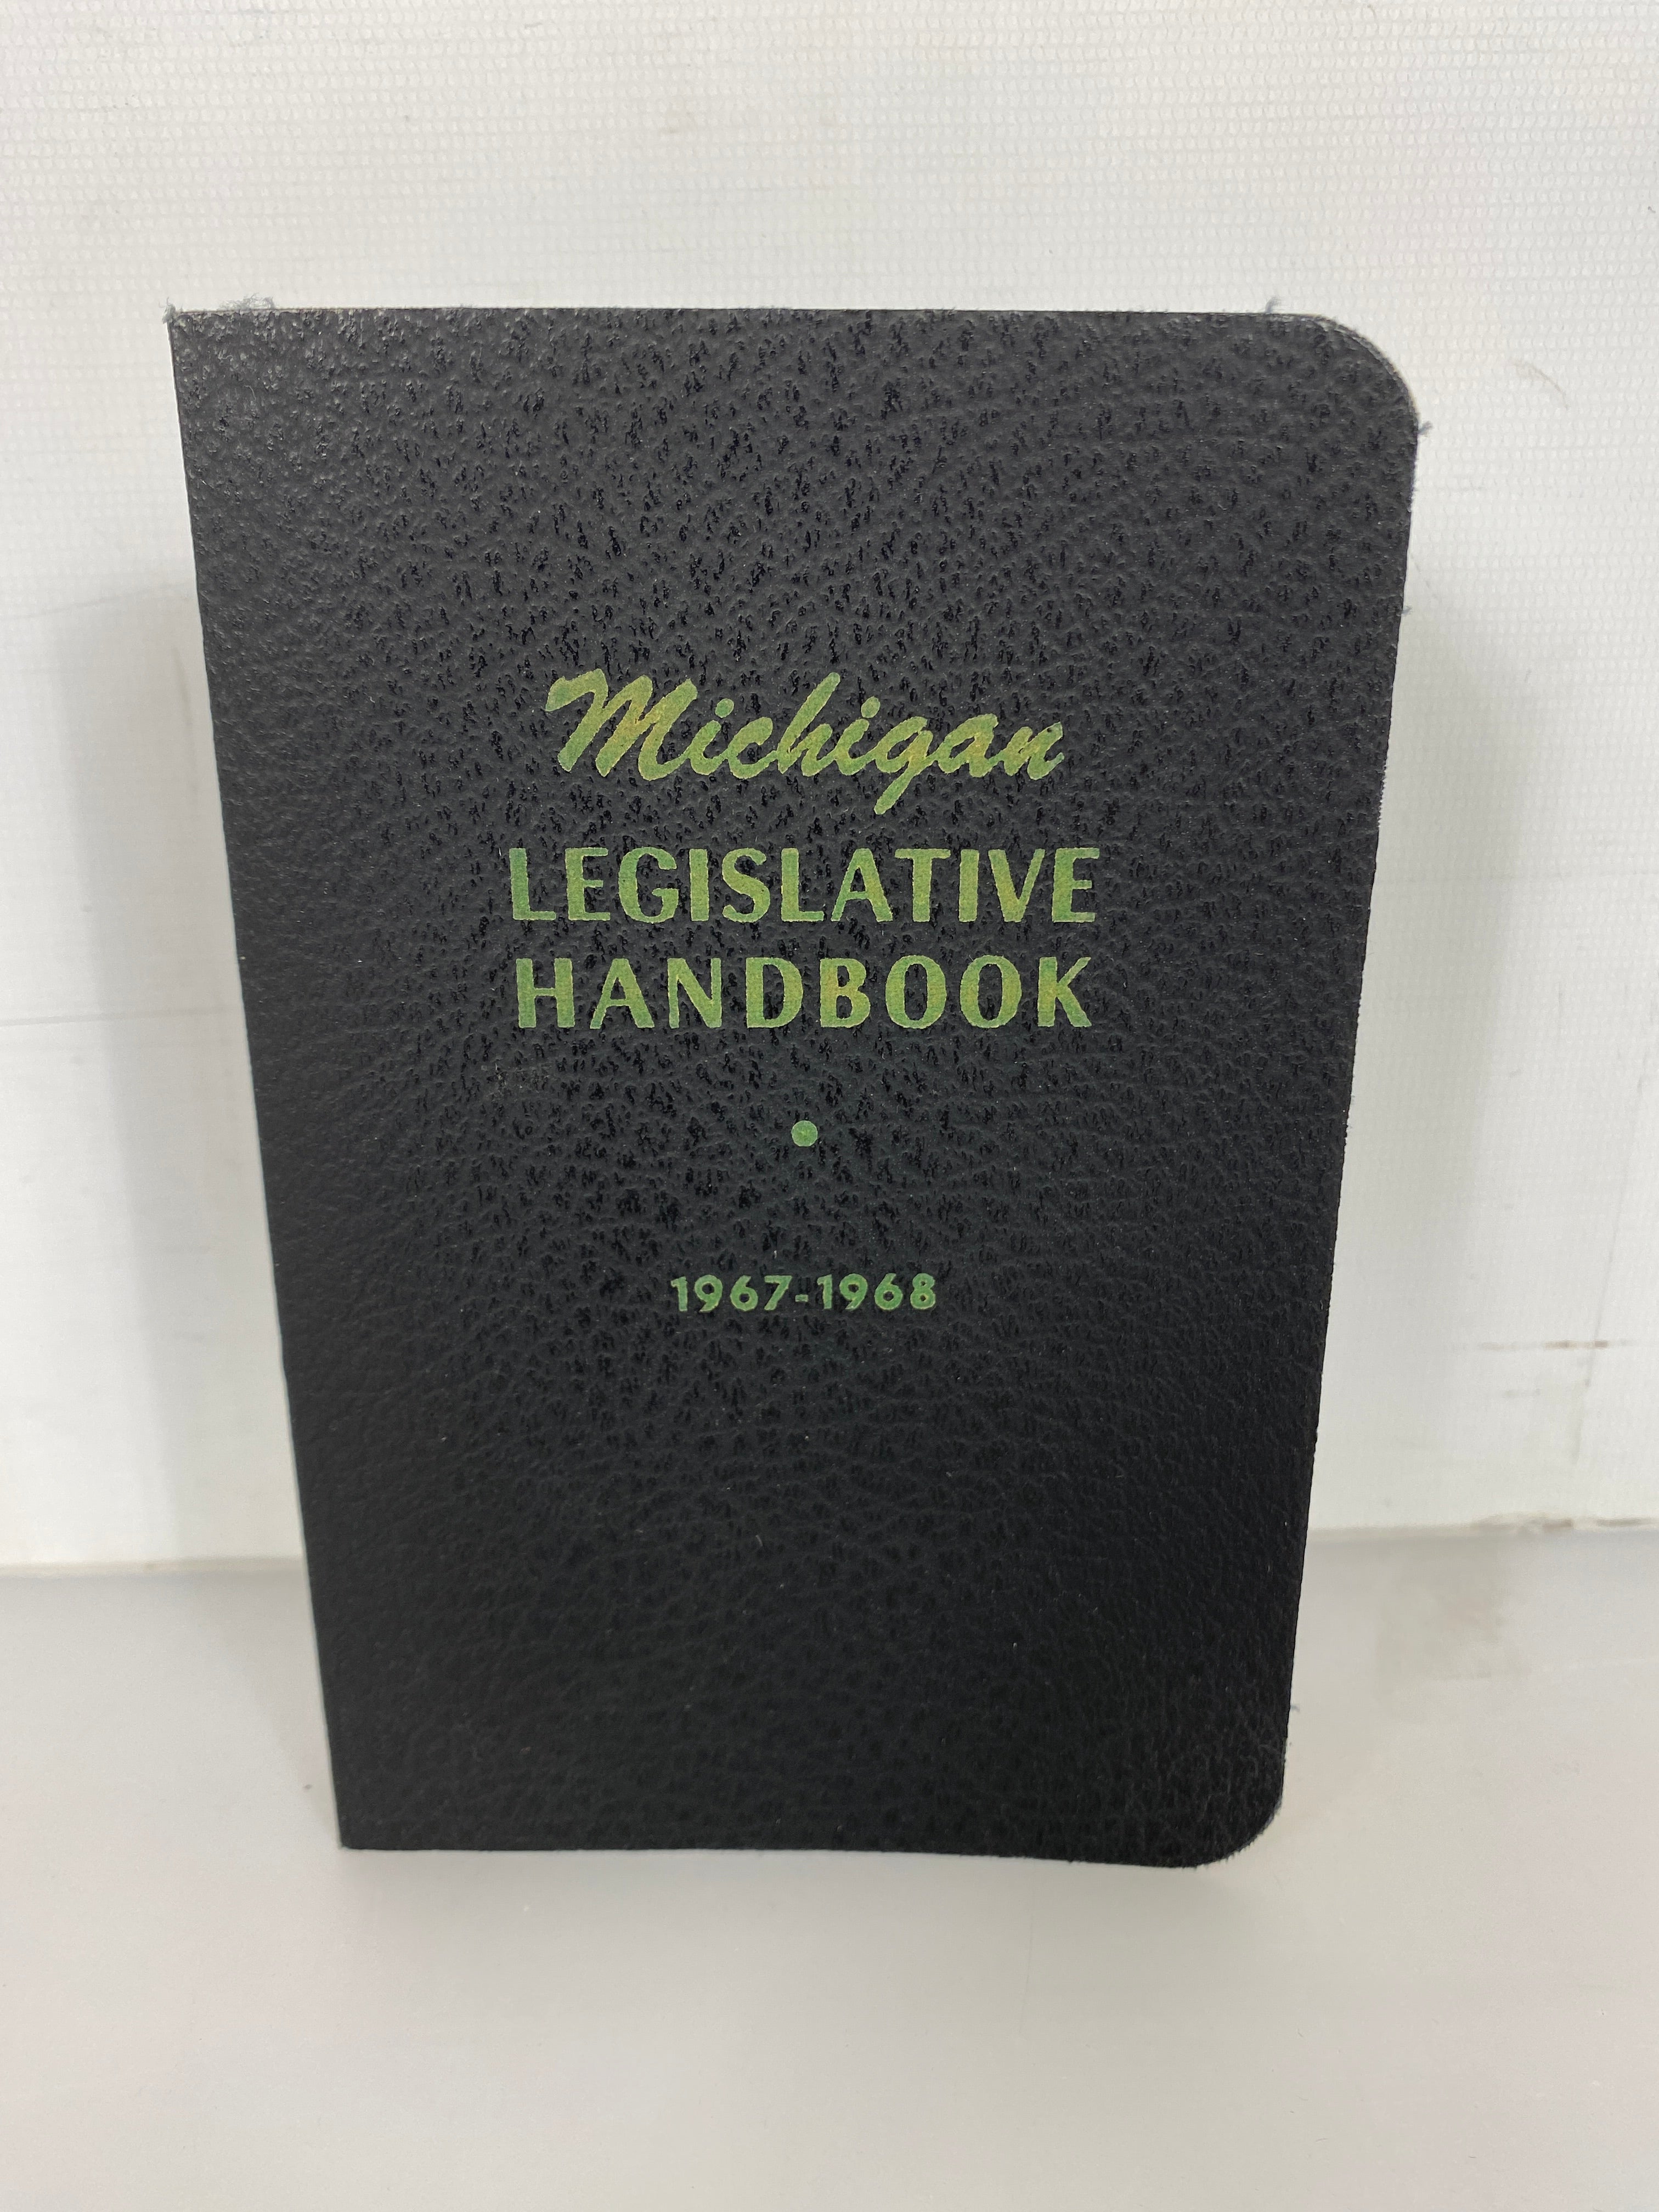 Michigan
LEGISLATIVE
HANDBOOK
•
1967-1968